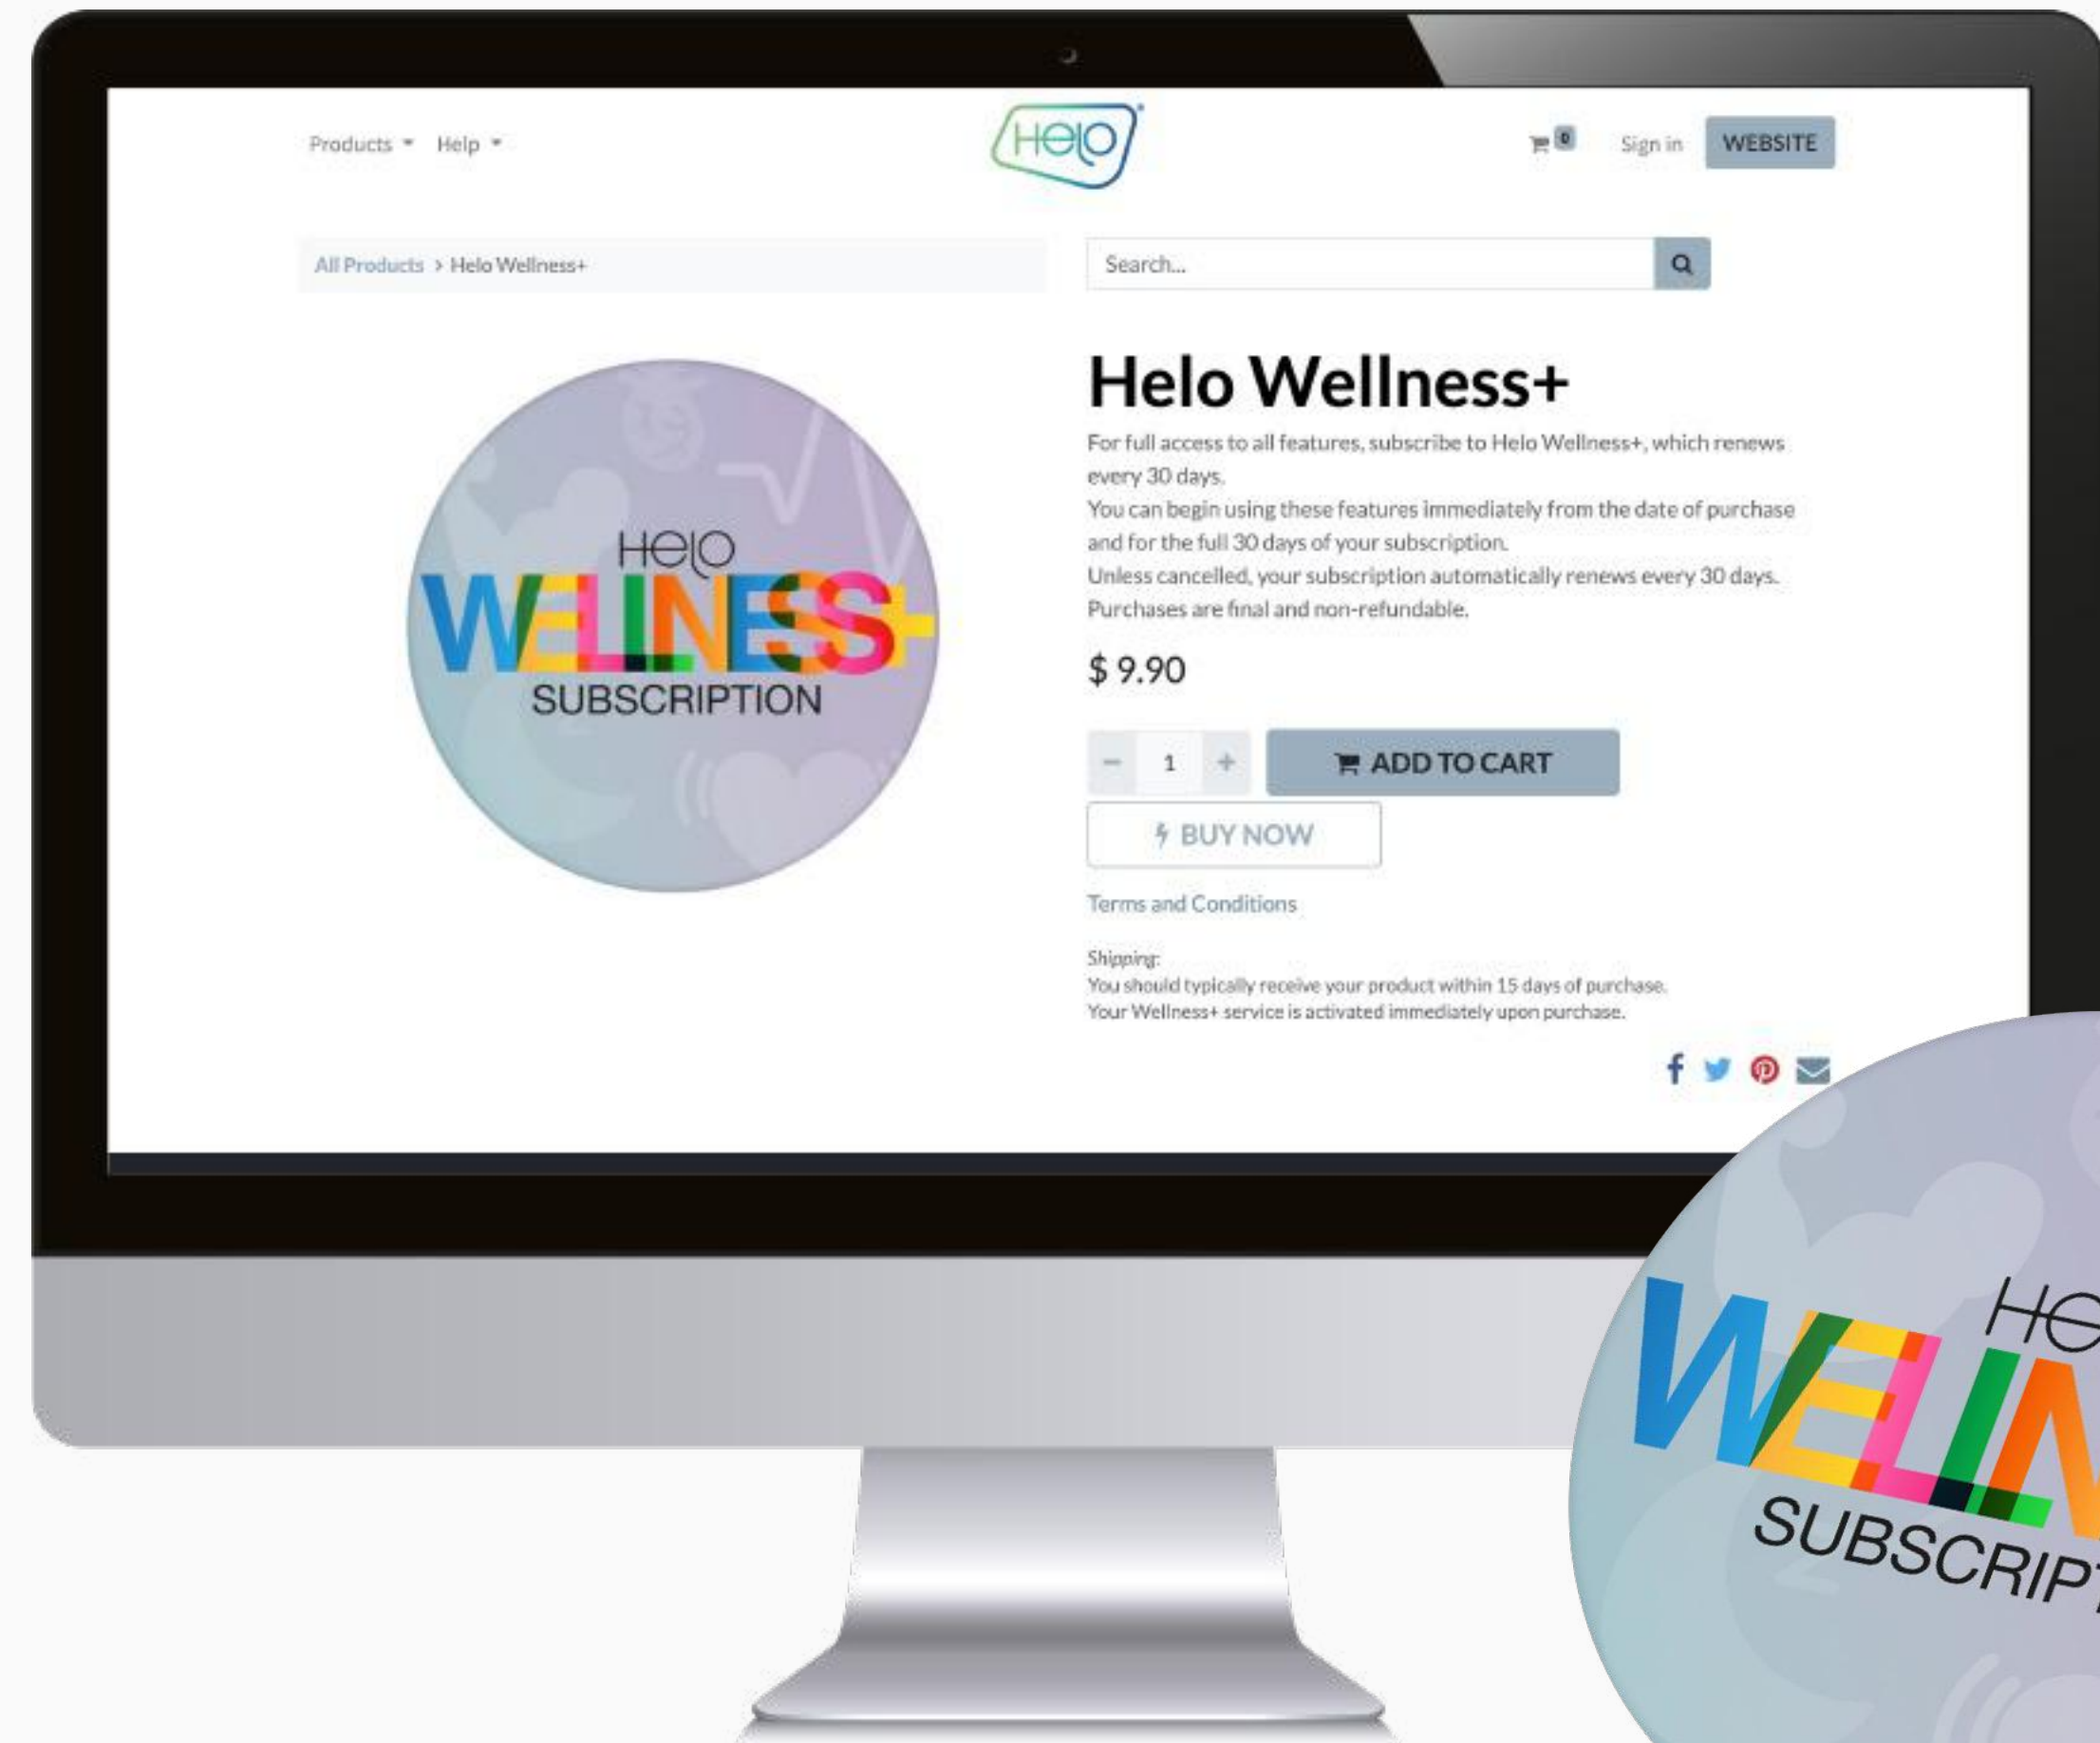 Products Help
Helo
0
Sign in
WEBSITE
All Products > Helo Wellness+
Search...
Helo
WELLNESS+
SUBSCRIPTION
Helo Wellness+
For full access to all features, subscribe to Helo Wellness+, which renews
every 30 days.
You can begin using these features immediately from the date of purchase
and for the full 30 days of your subscription.
Unless cancelled, your subscription automatically renews every 30 days.
Purchases are final and non-refundable.
$ 9.90
- 1 +
ADD TO CART
BUY NOW
Terms and Conditions
Shipping:
You should typically receive your product within 15 days of purchase.
Your Wellness+ service is activated immediately upon purchase.
He
WELLN
SUBSCRIPT